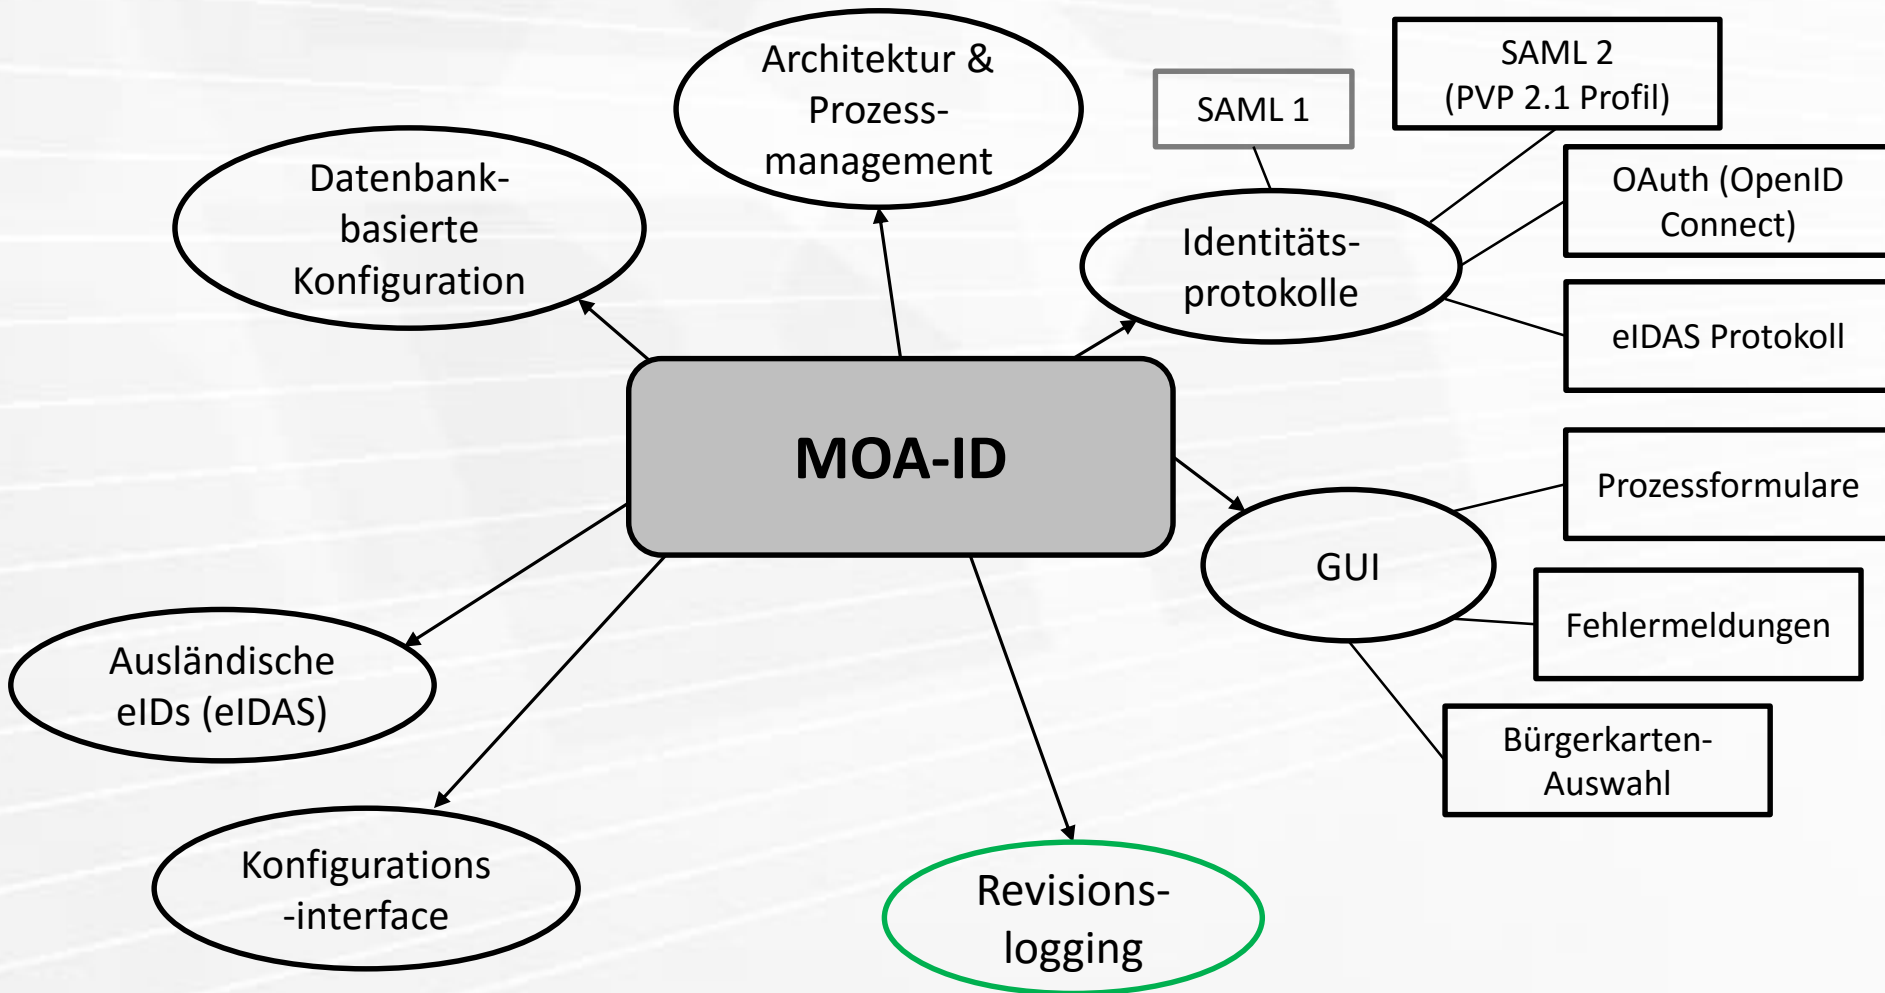 Architektur &
Prozess-
management
SAML 1
SAML 2
(PVP 2.1 Profil)
Datenbank-
basierte
Konfiguration
Identitäts-
protokolle
OAuth (OpenID
Connect)
eIDAS Protokoll
MOA-ID
Prozessformulare
GUI
Fehlermeldungen
Bürgerkarten-
Auswahl
Ausländische
eIDs (eIDAS)
Konfigurations
-interface
Revisions-
logging